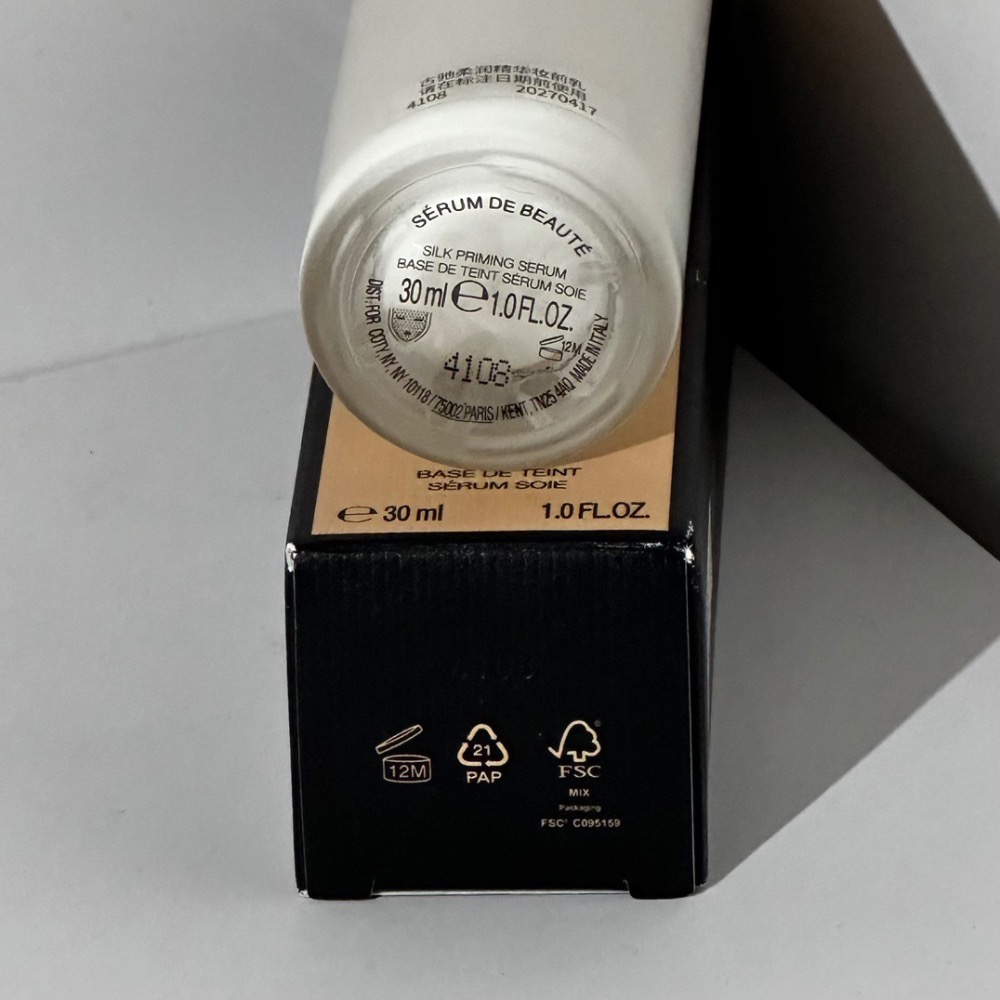 古驰柔润精华妆前乳
请在标注日期前使用
4108 20270417
SÉRUM DE BEAUTÉ
SILK PRIMING SERUM
BASE DE TEINT SÉRUM SOIE
30 ml ℮ 1.0 FL.OZ.
12M
4108
DIST. FOR COTY, NY, NY 10118 / 75002 PARIS / KENT, TN25 4AQ MADE IN ITALY
BASE DE TEINT
SÉRUM SOIE
℮ 30 ml 1.0 FL.OZ.
4108
12M
21
PAP
FSC®
MIX
Packaging
FSC® C095159